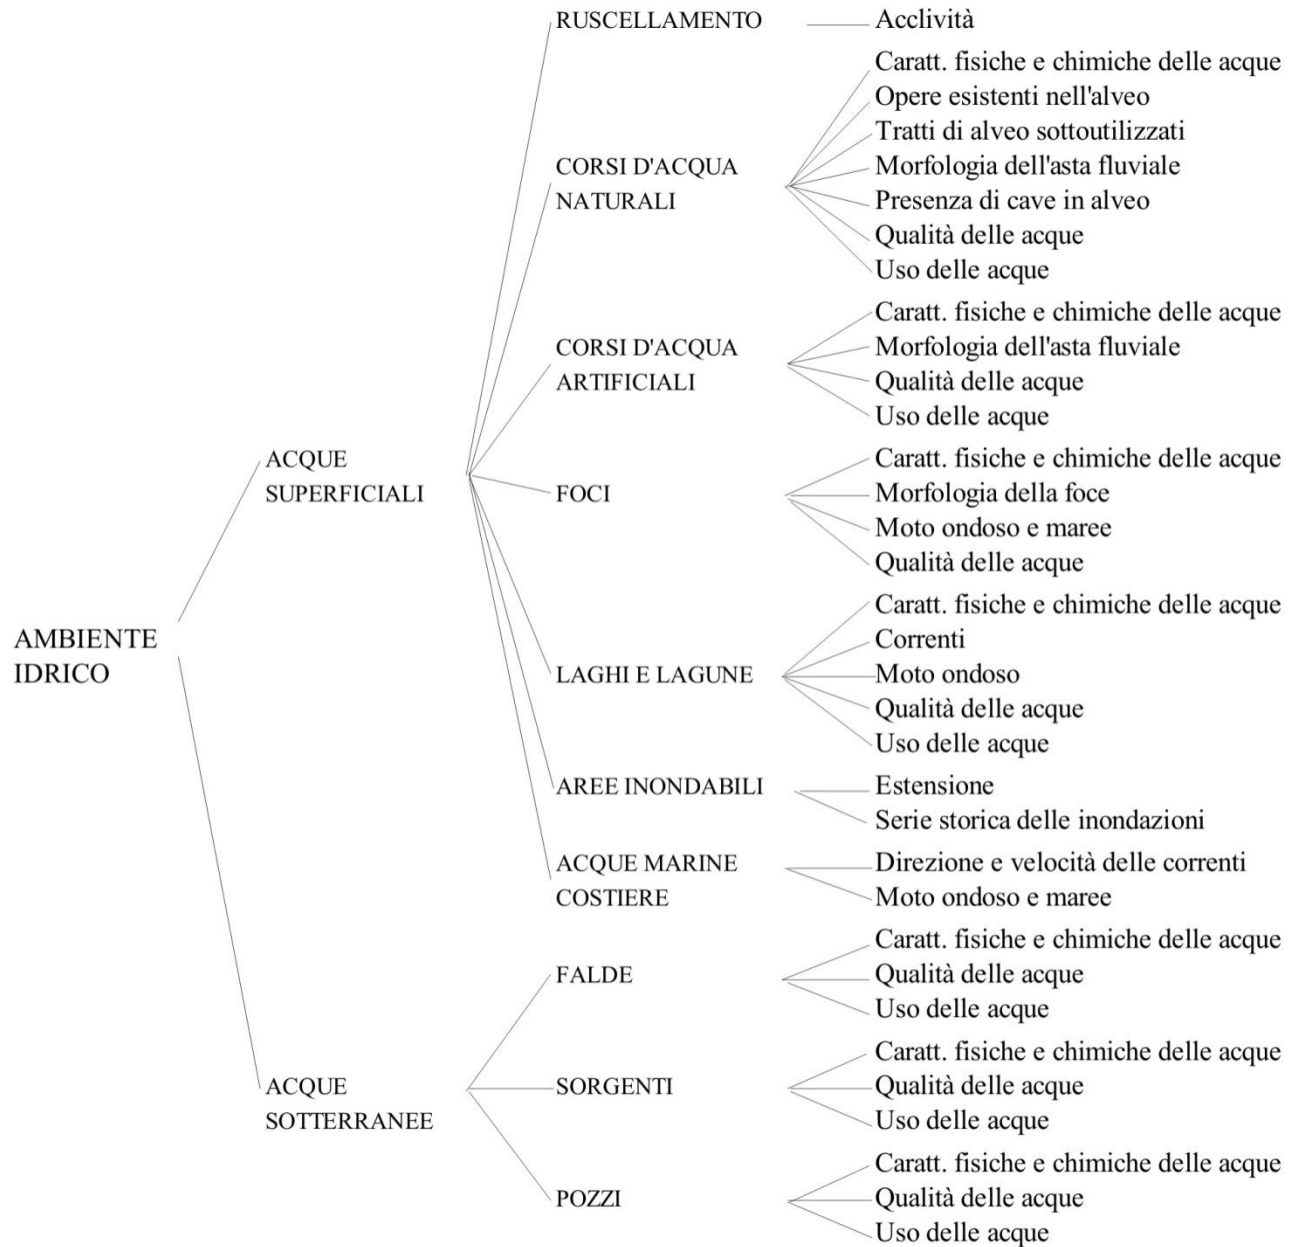 AMBIENTE
IDRICO
ACQUE
SUPERFICIALI
RUSCELLAMENTO
Acclività
CORSI D'ACQUA
NATURALI
Caratt. fisiche e chimiche delle acque
Opere esistenti nell'alveo
Tratti di alveo sottoutilizzati
Morfologia dell'asta fluviale
Presenza di cave in alveo
Qualità delle acque
Uso delle acque
CORSI D'ACQUA
ARTIFICIALI
Caratt. fisiche e chimiche delle acque
Morfologia dell'asta fluviale
Qualità delle acque
Uso delle acque
FOCI
Caratt. fisiche e chimiche delle acque
Morfologia della foce
Moto ondoso e maree
Qualità delle acque
LAGHI E LAGUNE
Caratt. fisiche e chimiche delle acque
Correnti
Moto ondoso
Qualità delle acque
Uso delle acque
AREE INONDABILI
Estensione
Serie storica delle inondazioni
ACQUE MARINE
COSTIERE
Direzione e velocità delle correnti
Moto ondoso e maree
ACQUE
SOTTERRANEE
FALDE
Caratt. fisiche e chimiche delle acque
Qualità delle acque
Uso delle acque
SORGENTI
Caratt. fisiche e chimiche delle acque
Qualità delle acque
Uso delle acque
POZZI
Caratt. fisiche e chimiche delle acque
Qualità delle acque
Uso delle acque